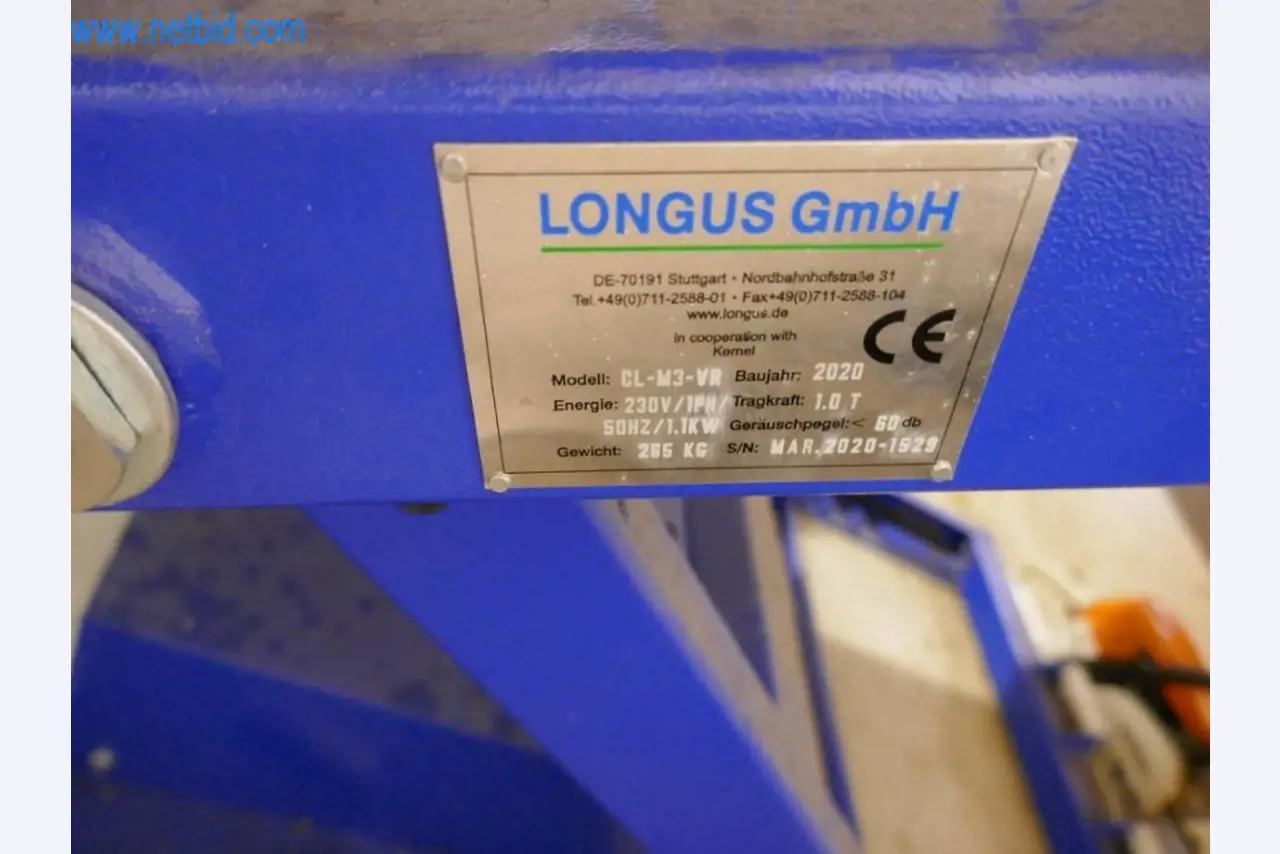 www.netbid.com
LONGUS GmbH
DE-70191 Stuttgart • Nordbahnhofstraße 31
Tel.+49(0)711-2588-01 • Fax+49(0)711-2588-104
www.longus.de
in cooperation with
Kernel
CE
Modell: CL-M3-VR Baujahr: 2020
Energie: 230V/1PH/ Tragkraft: 1.0 T
50HZ/1.1KW Geräuschpegel:< 60 db
Gewicht: 265 KG S/N: MAR.2020-1529